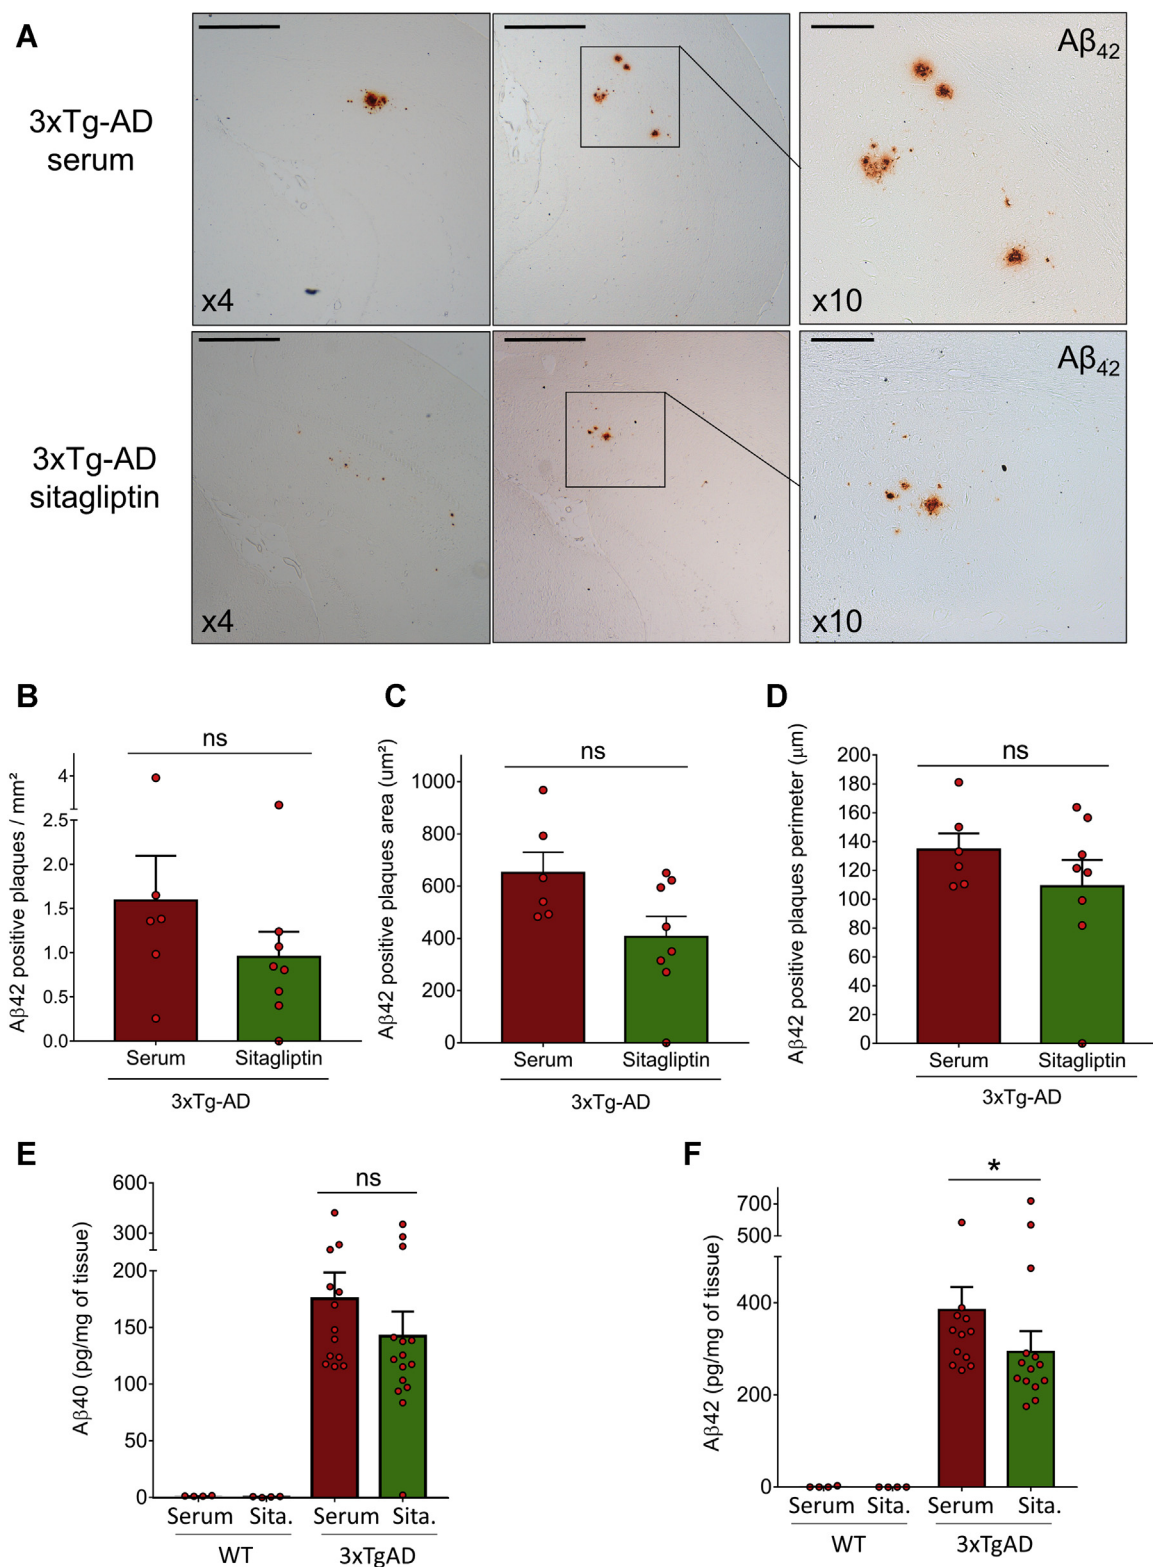 A
3xTg-AD
serum
Aβ42
x4
x10
3xTg-AD
sitagliptin
Aβ42
x4
x10
B
Aβ42 positive plaques / mm²
ns
4
2.5
2.0
1.5
1.0
0.5
0.0
Serum
Sitagliptin
3xTg-AD
C
Aβ42 positive plaques area (um²)
ns
1000
800
600
400
200
0
Serum
Sitagliptin
3xTg-AD
D
Aβ42 positive plaques perimeter (μm)
ns
200
180
160
140
120
100
80
60
40
20
0
Serum
Sitagliptin
3xTg-AD
E
Aβ40 (pg/mg of tissue)
ns
600
300
200
150
100
50
0
Serum
Sita.
Serum
Sita.
WT
3xTgAD
F
Aβ42 (pg/mg of tissue)
*
700
500
400
200
0
Serum
Sita.
Serum
Sita.
WT
3xTgAD